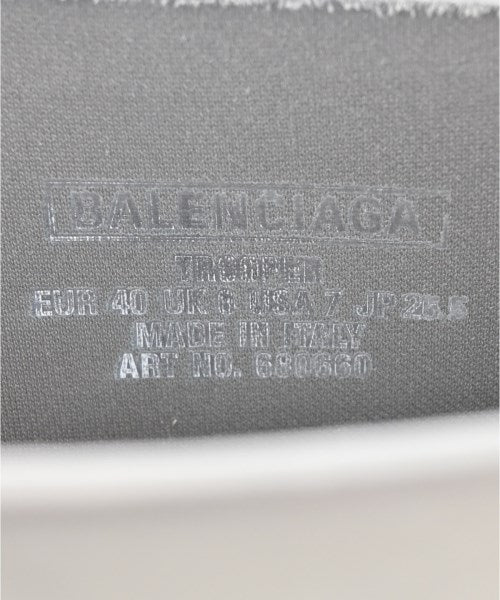 BALENCIAGA
TROOPER
EUR 40 UK 6 USA 7 JP 25.5
MADE IN ITALY
ART NO. 680660